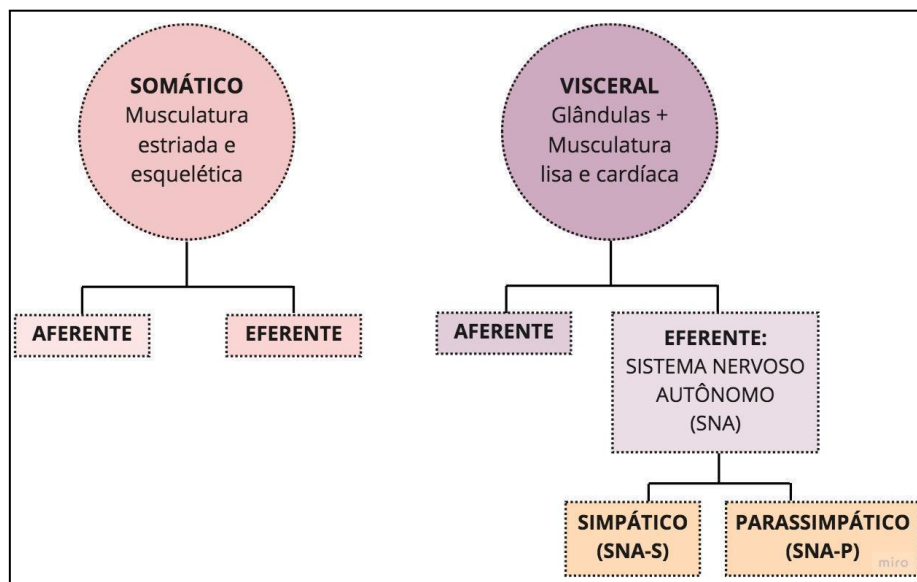 SOMÁTICO
Musculatura
estriada e
esquelética
VISCERAL
Glândulas +
Musculatura
lisa e cardíaca
AFERENTE
EFERENTE
AFERENTE
EFERENTE:
SISTEMA NERVOSO
AUTÔNOMO
(SNA)
SIMPÁTICO
(SNA-S)
PARASSIMPÁTICO
(SNA-P)
miro